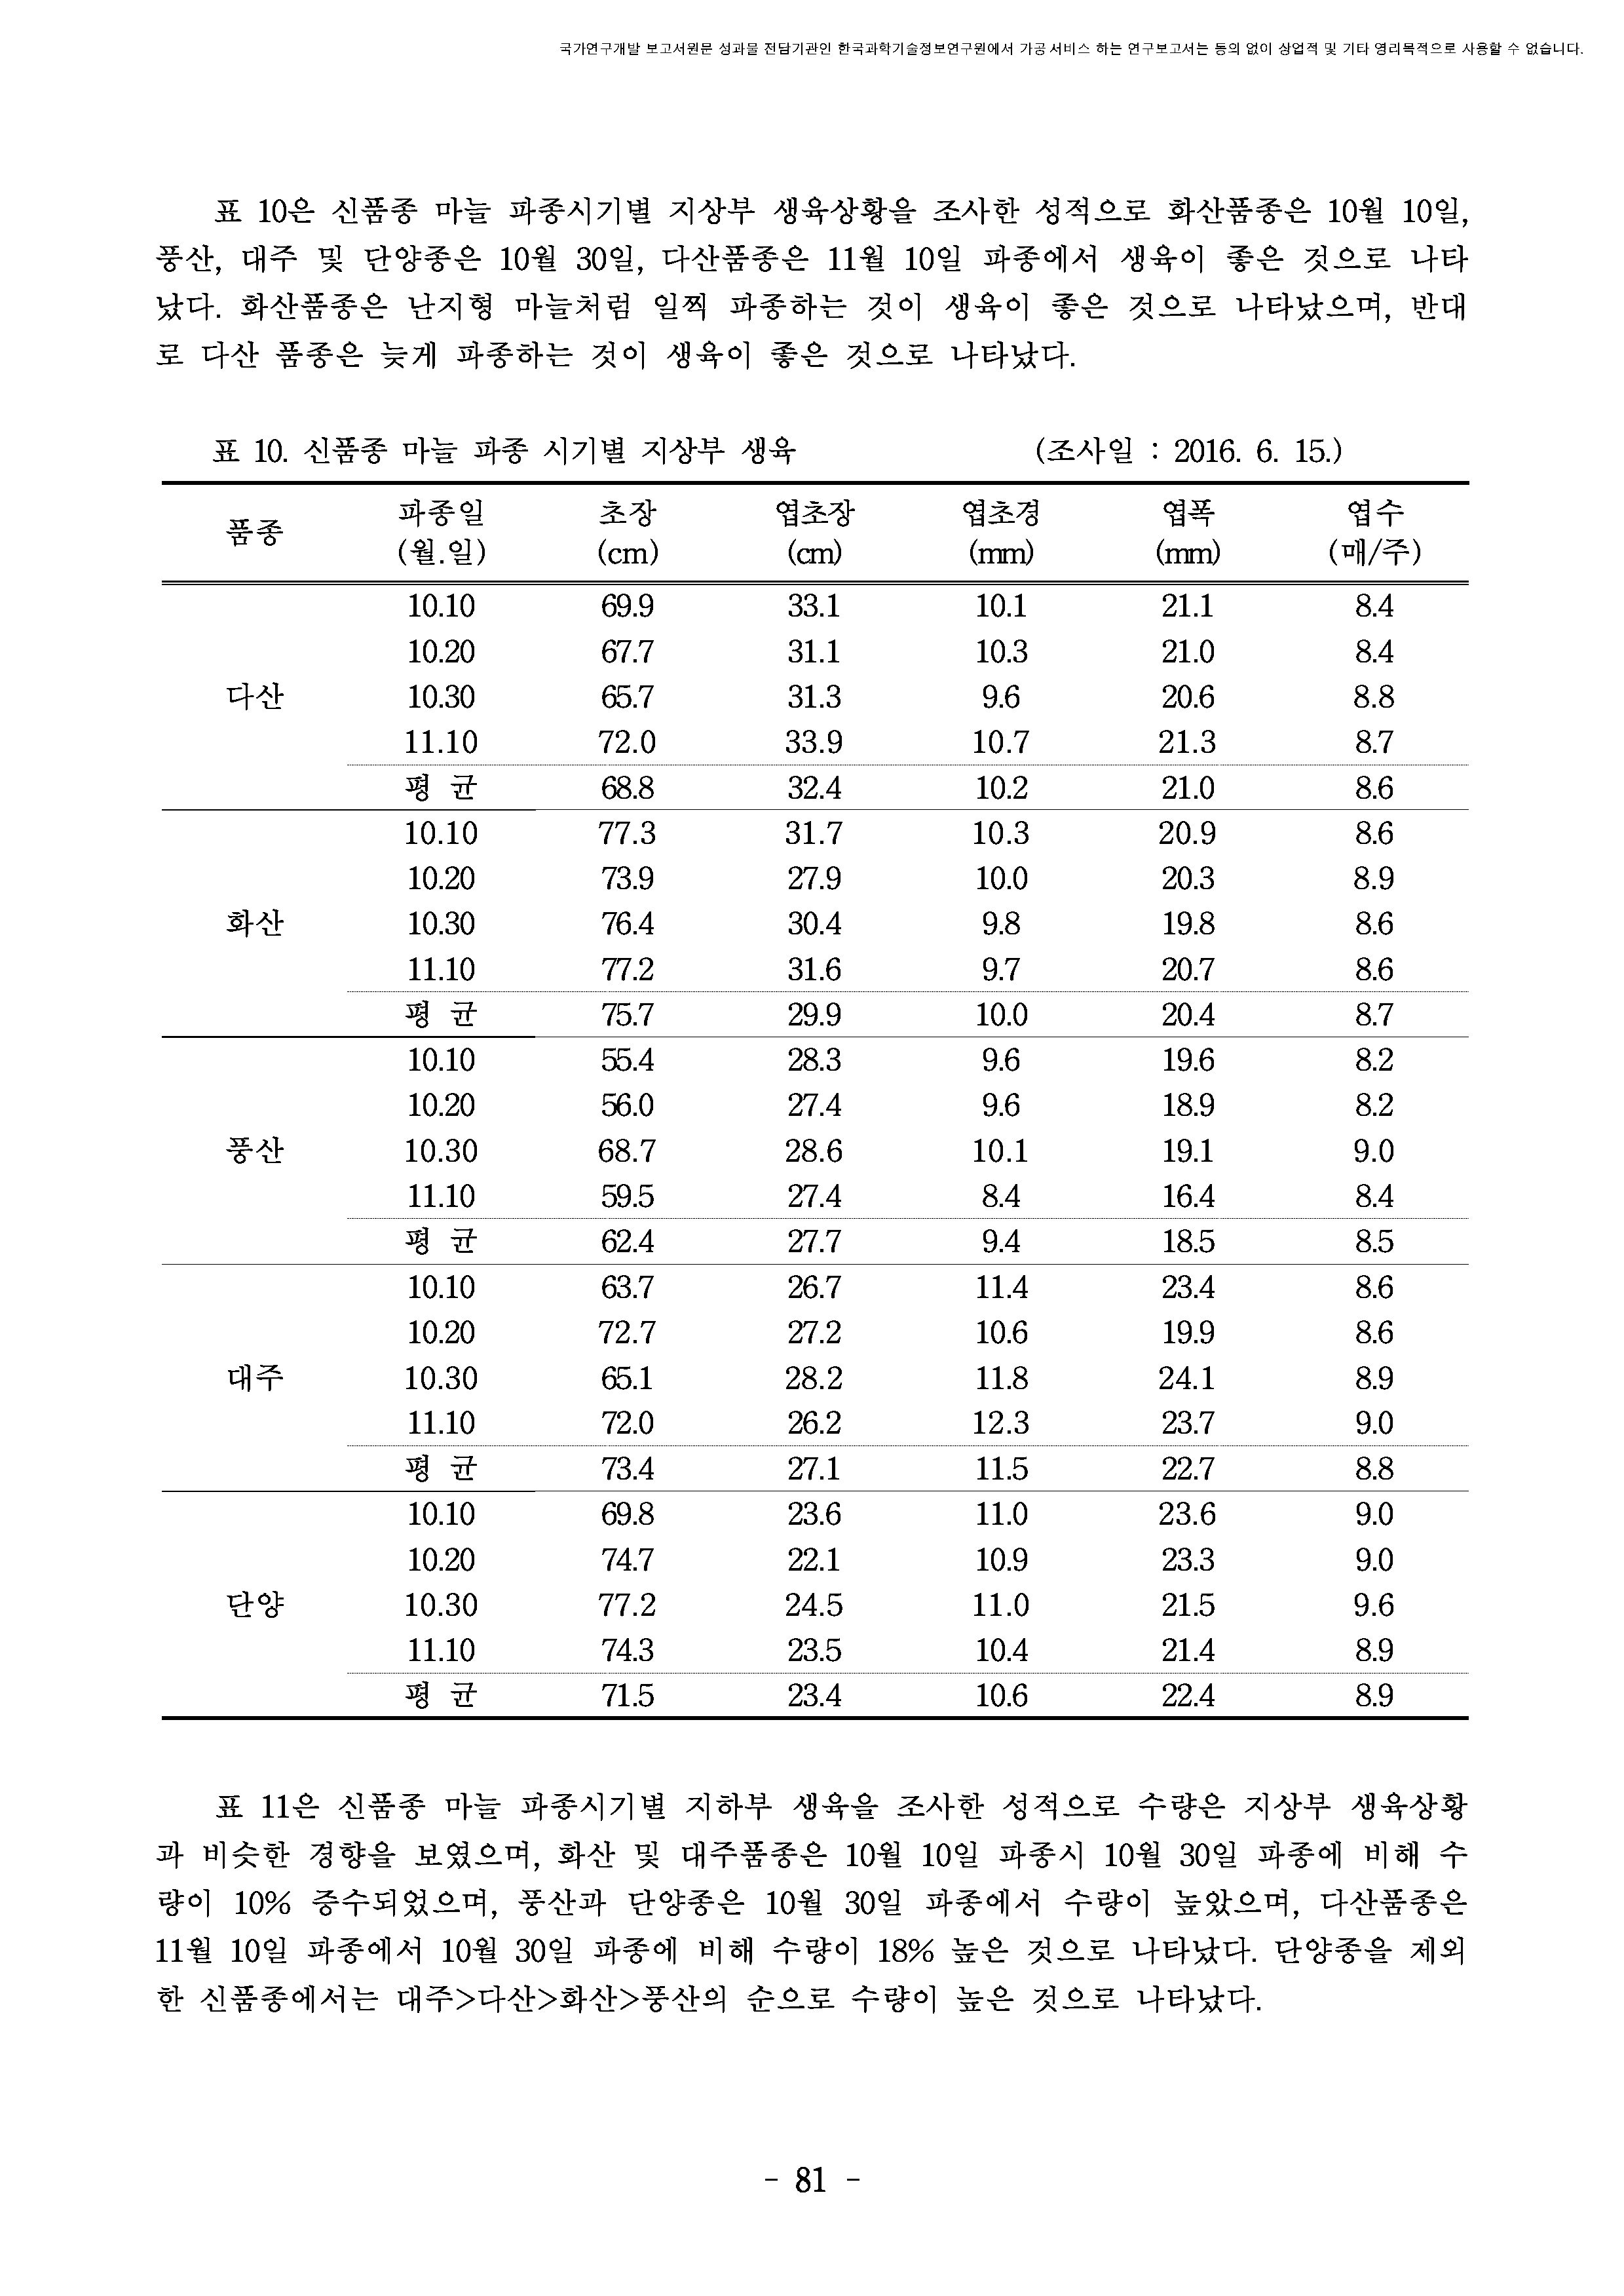 국가연구개발 보고서원문 성과물 전담기관인 한국과학기술정보연구원에서 가공·서비스 하는 연구보고서는 동의 없이 상업적 및 기타 영리목적으로 사용할 수 없습니다.
표 10은 신품종 마늘 파종시기별 지상부 생육상황을 조사한 성적으로 화산품종은 10월 10일,
풍산, 대주 및 단양종은 10월 30일, 다산품종은 11월 10일 파종에서 생육이 좋은 것으로 나타
났다. 화산품종은 난지형 마늘처럼 일찍 파종하는 것이 생육이 좋은 것으로 나타났으며, 반대
로 다산 품종은 늦게 파종하는 것이 생육이 좋은 것으로 나타났다.
표 10. 신품종 마늘 파종 시기별 지상부 생육 (조사일 : 2016. 6. 15.)
품종 파종일 초장 엽초장 엽초경 엽폭 엽수
(월.일) (cm) (cm) (mm) (mm) (매/주)
10.10 69.9 33.1 10.1 21.1 8.4
10.20 67.7 31.1 10.3 21.0 8.4
다산 10.30 65.7 31.3 9.6 20.6 8.8
11.10 72.0 33.9 10.7 21.3 8.7
평 균 68.8 32.4 10.2 21.0 8.6
10.10 77.3 31.7 10.3 20.9 8.6
10.20 73.9 27.9 10.0 20.3 8.9
화산 10.30 76.4 30.4 9.8 19.8 8.6
11.10 77.2 31.6 9.7 20.7 8.6
평 균 75.7 29.9 10.0 20.4 8.7
10.10 55.4 28.3 9.6 19.6 8.2
10.20 56.0 27.4 9.6 18.9 8.2
풍산 10.30 68.7 28.6 10.1 19.1 9.0
11.10 59.5 27.4 8.4 16.4 8.4
평 균 62.4 27.7 9.4 18.5 8.5
10.10 63.7 26.7 11.4 23.4 8.6
10.20 72.7 27.2 10.6 19.9 8.6
대주 10.30 65.1 28.2 11.8 24.1 8.9
11.10 72.0 26.2 12.3 23.7 9.0
평 균 73.4 27.1 11.5 22.7 8.8
10.10 69.8 23.6 11.0 23.6 9.0
10.20 74.7 22.1 10.9 23.3 9.0
단양 10.30 77.2 24.5 11.0 21.5 9.6
11.10 74.3 23.5 10.4 21.4 8.9
평 균 71.5 23.4 10.6 22.4 8.9
표 11은 신품종 마늘 파종시기별 지하부 생육을 조사한 성적으로 수량은 지상부 생육상황
과 비슷한 경향을 보였으며, 화산 및 대주품종은 10월 10일 파종시 10월 30일 파종에 비해 수
량이 10% 증수되었으며, 풍산과 단양종은 10월 30일 파종에서 수량이 높았으며, 다산품종은
11월 10일 파종에서 10월 30일 파종에 비해 수량이 18% 높은 것으로 나타났다. 단양종을 제외
한 신품종에서는 대주>다산>화산>풍산의 순으로 수량이 높은 것으로 나타났다.
- 81 -